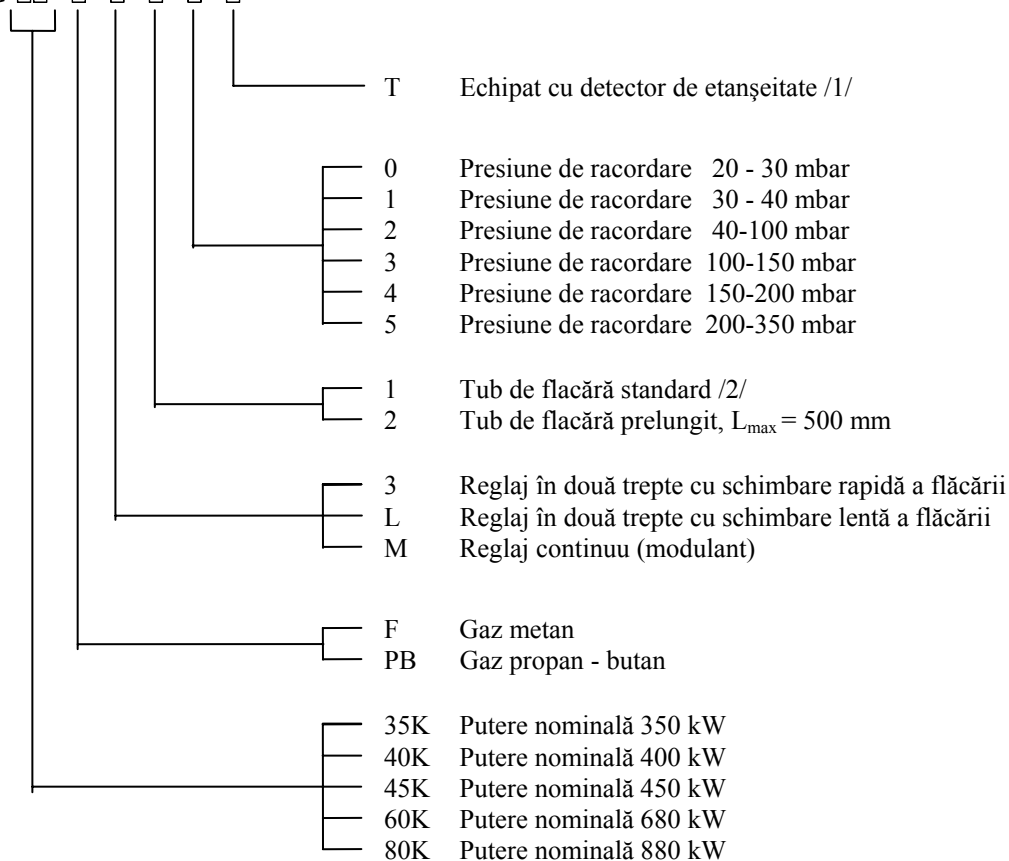 T Echipat cu detector de etanşeitate /1/
0 Presiune de racordare 20 - 30 mbar
1 Presiune de racordare 30 - 40 mbar
2 Presiune de racordare 40-100 mbar
3 Presiune de racordare 100-150 mbar
4 Presiune de racordare 150-200 mbar
5 Presiune de racordare 200-350 mbar
1 Tub de flacără standard /2/
2 Tub de flacără prelungit, Lmax = 500 mm
3 Reglaj în două trepte cu schimbare rapidă a flăcării
L Reglaj în două trepte cu schimbare lentă a flăcării
M Reglaj continuu (modulant)
F Gaz metan
PB Gaz propan - butan
35K Putere nominală 350 kW
40K Putere nominală 400 kW
45K Putere nominală 450 kW
60K Putere nominală 680 kW
80K Putere nominală 880 kW